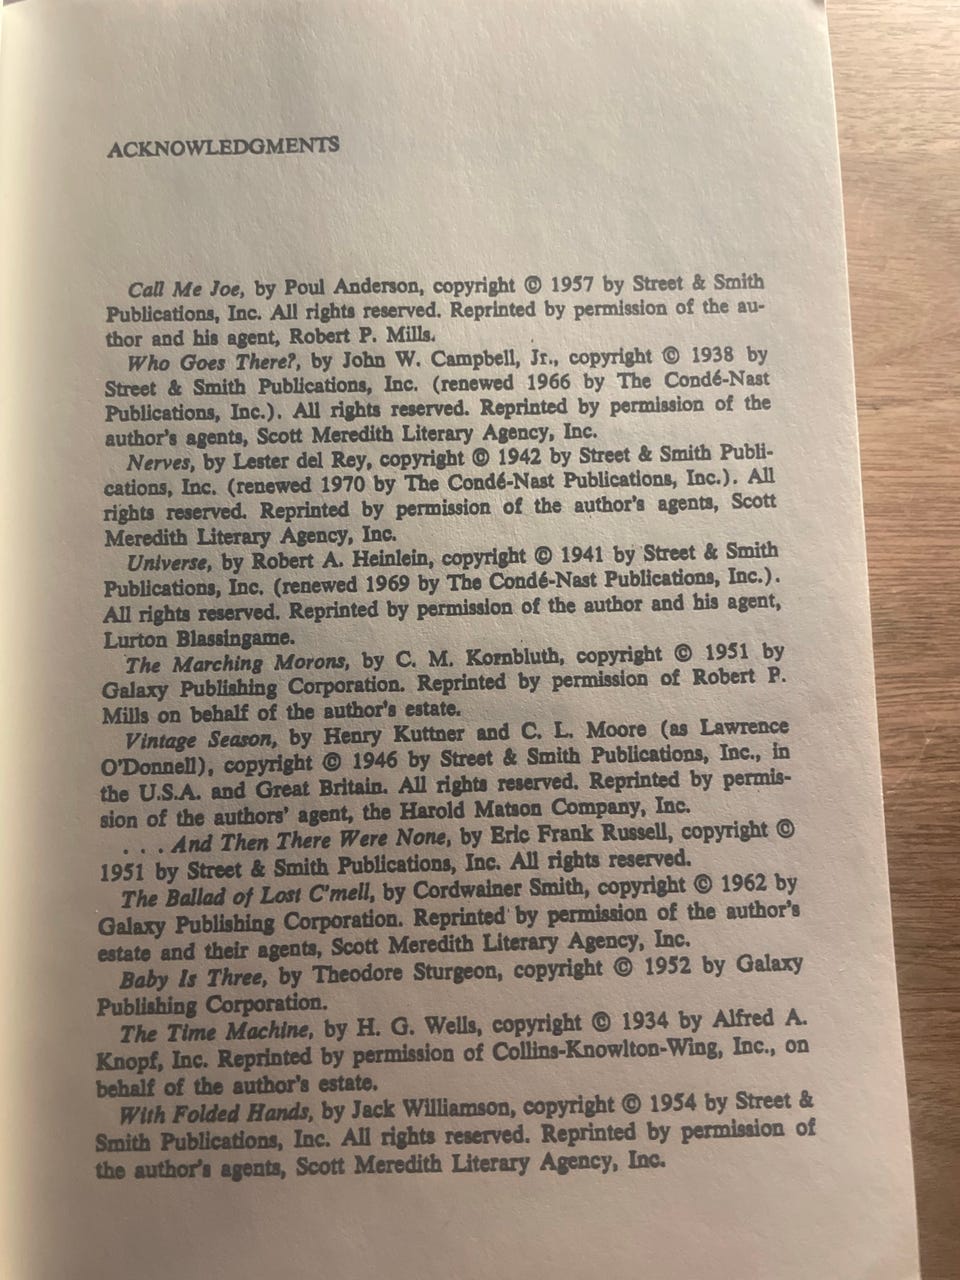 ACKNOWLEDGMENTS
Call Me Joe, by Poul Anderson, copyright © 1957 by Street & Smith
Publications, Inc. All rights reserved. Reprinted by permission of the au-
thor and his agent, Robert P. Mills.
Who Goes There?, by John W. Campbell, Jr., copyright © 1938 by
Street & Smith Publications, Inc. (renewed 1966 by The Condé-Nast
Publications, Inc.). All rights reserved. Reprinted by permission of the
author's agents, Scott Meredith Literary Agency, Inc.
Nerves, by Lester del Rey, copyright © 1942 by Street & Smith Publi-
cations, Inc. (renewed 1970 by The Condé-Nast Publications, Inc.). All
rights reserved. Reprinted by permission of the author's agents, Scott
Meredith Literary Agency, Inc.
Universe, by Robert A. Heinlein, copyright © 1941 by Street & Smith
Publications, Inc. (renewed 1969 by The Condé-Nast Publications, Inc.).
All rights reserved. Reprinted by permission of the author and his agent,
Lurton Blassingame.
The Marching Morons, by C. M. Kornbluth, copyright © 1951 by
Galaxy Publishing Corporation. Reprinted by permission of Robert P.
Mills on behalf of the author's estate.
Vintage Season, by Henry Kuttner and C. L. Moore (as Lawrence
O'Donnell), copyright © 1946 by Street & Smith Publications, Inc., in
the U.S.A. and Great Britain. All rights reserved. Reprinted by permis-
sion of the authors' agent, the Harold Matson Company, Inc.
. . . And Then There Were None, by Eric Frank Russell, copyright ©
1951 by Street & Smith Publications, Inc. All rights reserved.
The Ballad of Lost C'mell, by Cordwainer Smith, copyright © 1962 by
Galaxy Publishing Corporation. Reprinted by permission of the author's
estate and their agents, Scott Meredith Literary Agency, Inc.
Baby Is Three, by Theodore Sturgeon, copyright © 1952 by Galaxy
Publishing Corporation.
The Time Machine, by H. G. Wells, copyright © 1934 by Alfred A.
Knopf, Inc. Reprinted by permission of Collins-Knowlton-Wing, Inc., on
behalf of the author's estate.
With Folded Hands, by Jack Williamson, copyright © 1954 by Street &
Smith Publications, Inc. All rights reserved. Reprinted by permission of
the author's agents, Scott Meredith Literary Agency, Inc.